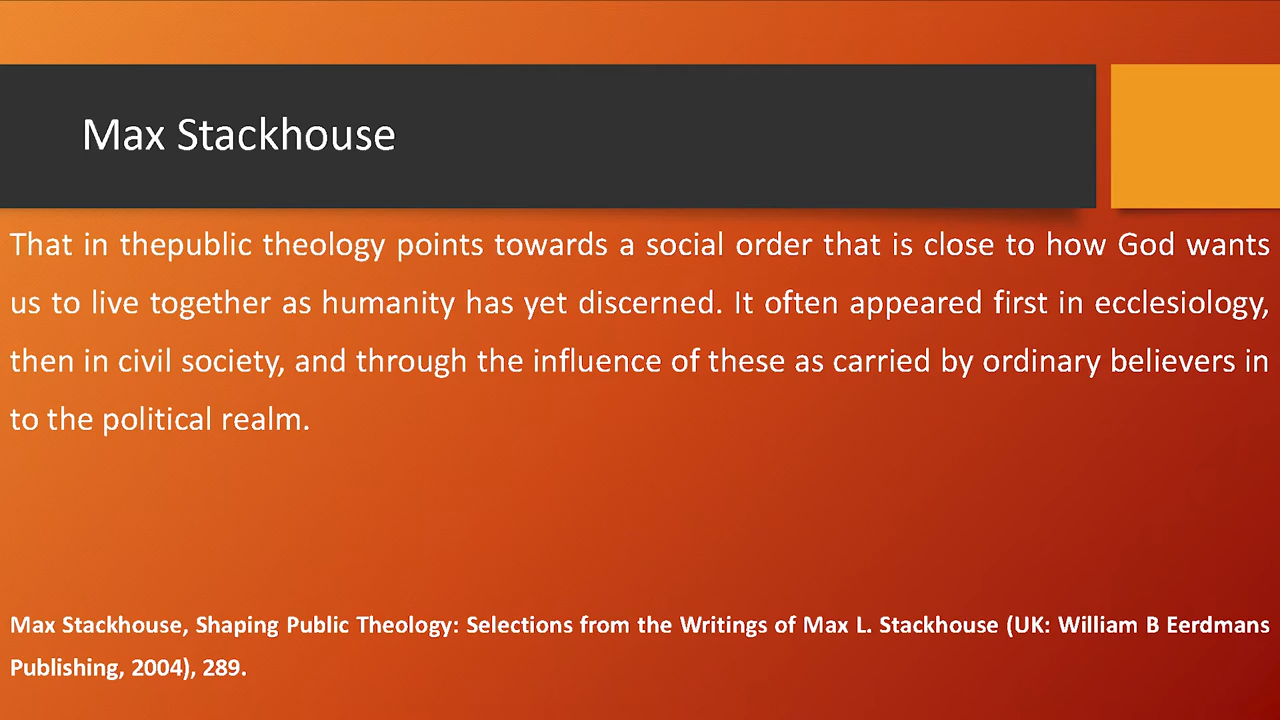 Max Stackhouse
That in thepublic theology points towards a social order that is close to how God wants
us to live together as humanity has yet discerned. It often appeared first in ecclesiology,
then in civil society, and through the influence of these as carried by ordinary believers in
to the political realm.
Max Stackhouse, Shaping Public Theology: Selections from the Writings of Max L. Stackhouse (UK: William B Eerdmans
Publishing, 2004), 289.